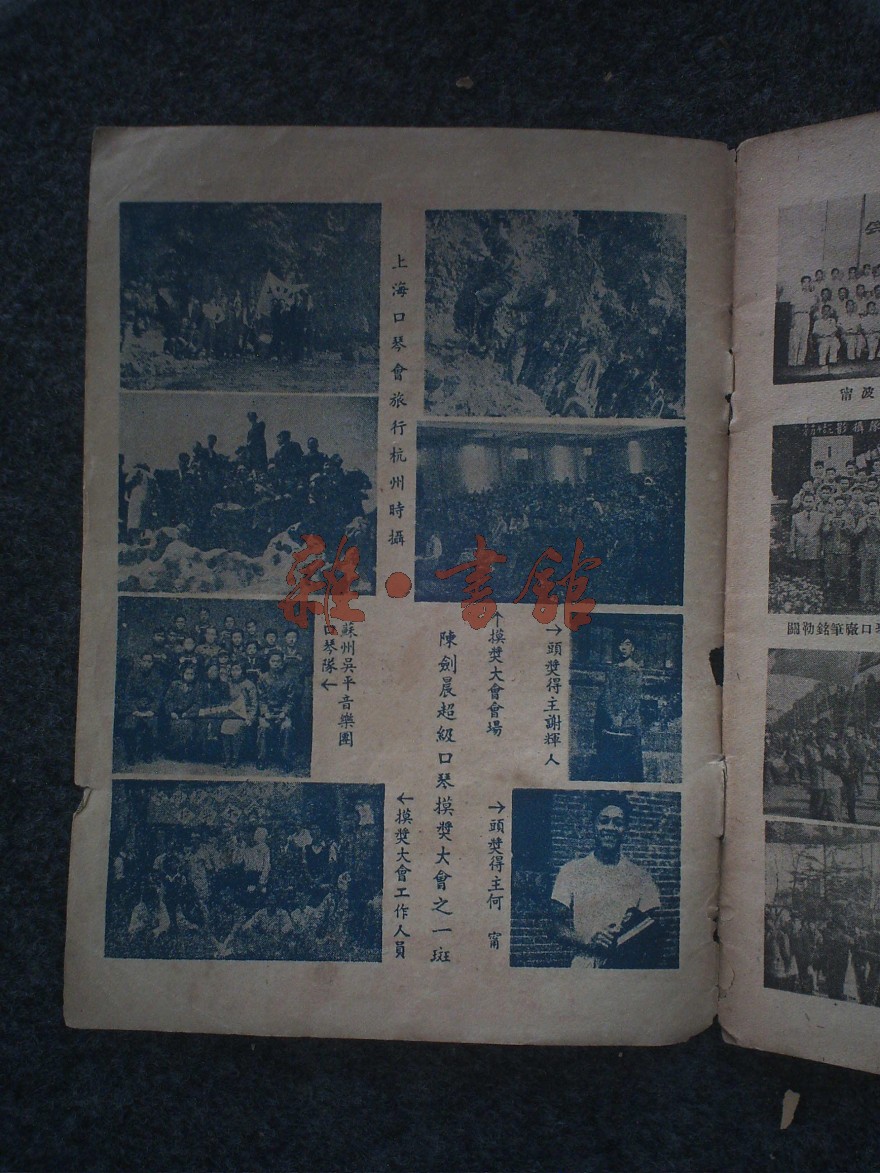 上海口琴會旅行杭州時攝
→頭獎得主謝輝人
↑摸獎大會會場
陳劍晨超級口琴摸獎大會之一斑
蘇州吳平音樂團
口琴隊←
→頭獎得主何 甯
←摸獎大會工作人員
雜·書館
甯波
口琴廠筆銘勒關